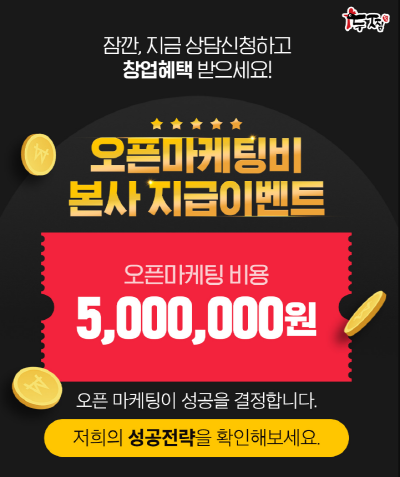 잠깐, 지금 상담신청하고
창업혜택 받으세요!
오픈마케팅비
본사 지급이벤트
오픈마케팅 비용
5,000,000원
오픈 마케팅이 성공을 결정합니다.
저희의 성공전략을 확인해보세요.